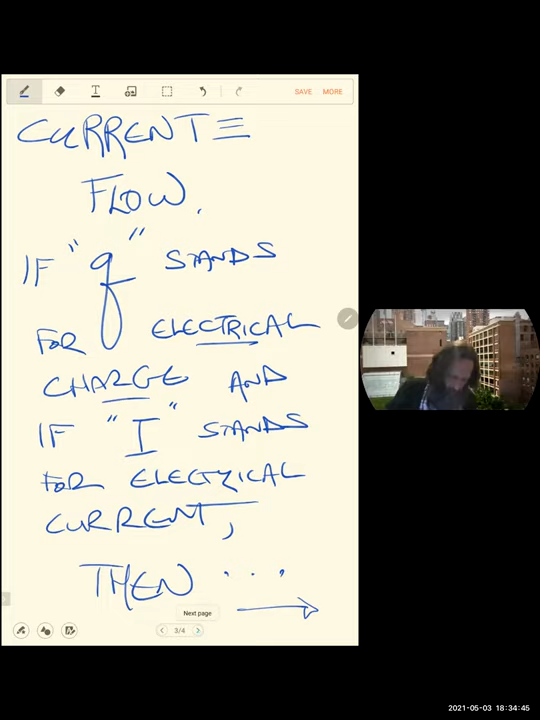 T
SAVE
MORE
CURRENT ≡
FLOW.
IF "q" STANDS
FOR ELECTRICAL
CHARGE AND
IF "I" STANDS
FOR ELECTRICAL
CURRENT,
THEN ...
Next page
3/4
2021-05-03 18:34:45